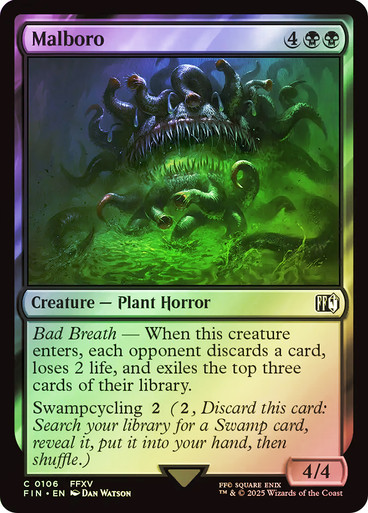 Malboro 4
Creature — Plant Horror
Bad Breath — When this creature
enters, each opponent discards a card,
loses 2 life, and exiles the top three
cards of their library.
Swampcycling 2 (2, Discard this card:
Search your library for a Swamp card,
reveal it, put it into your hand, then
shuffle.)
4/4
C 0106 FFXV
FIN • EN Dan Watson
FF© SQUARE ENIX
™ & © 2025 Wizards of the Coast